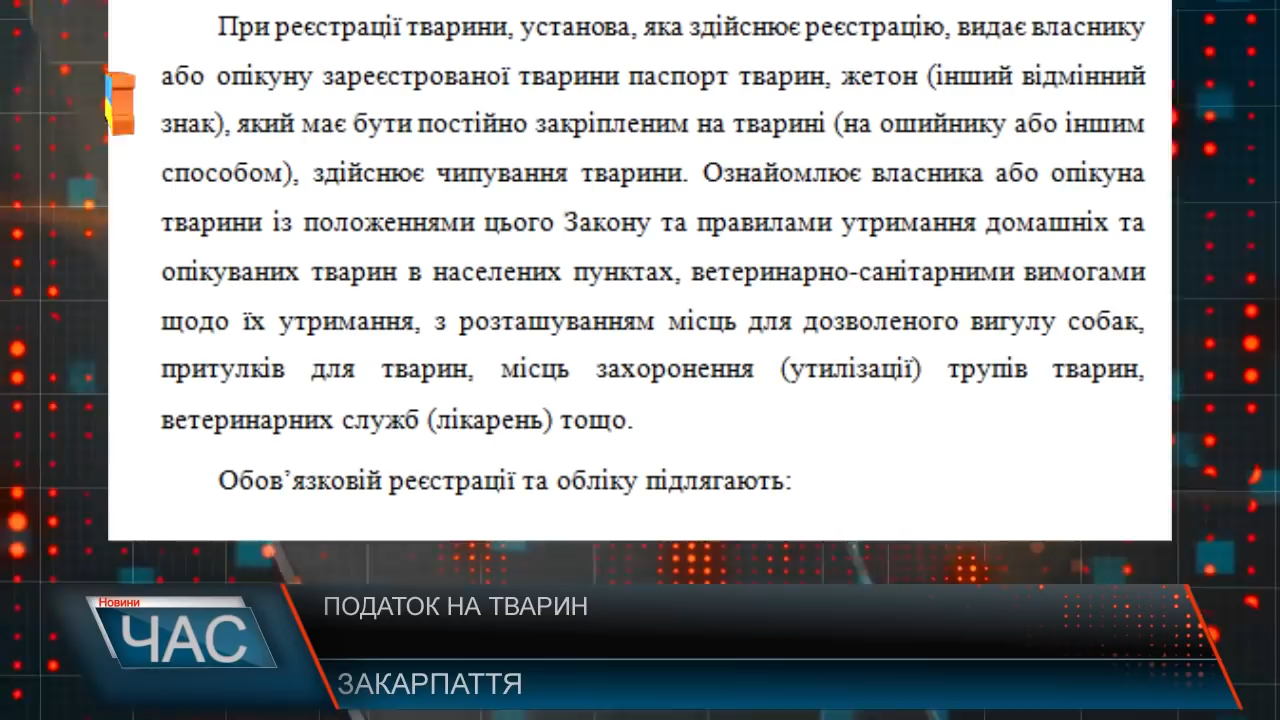 При реєстрації тварини, установа, яка здійснює реєстрацію, видає власнику
або опікуну зареєстрованої тварини паспорт тварин, жетон (інший відмінний
знак), який має бути постійно закріпленим на тварині (на ошийнику або іншим
способом), здійснює чипування тварини. Ознайомлює власника або опікуна
тварини із положеннями цього Закону та правилами утримання домашніх та
опікуваних тварин в населених пунктах, ветеринарно-санітарними вимогами
щодо їх утримання, з розташуванням місць для дозволеного вигулу собак,
притулків для тварин, місць захоронення (утилізації) трупів тварин,
ветеринарних служб (лікарень) тощо.
Обов’язковій реєстрації та обліку підлягають:
Новини
ЧАС
ПОДАТОК НА ТВАРИН
ЗАКАРПАТТЯ